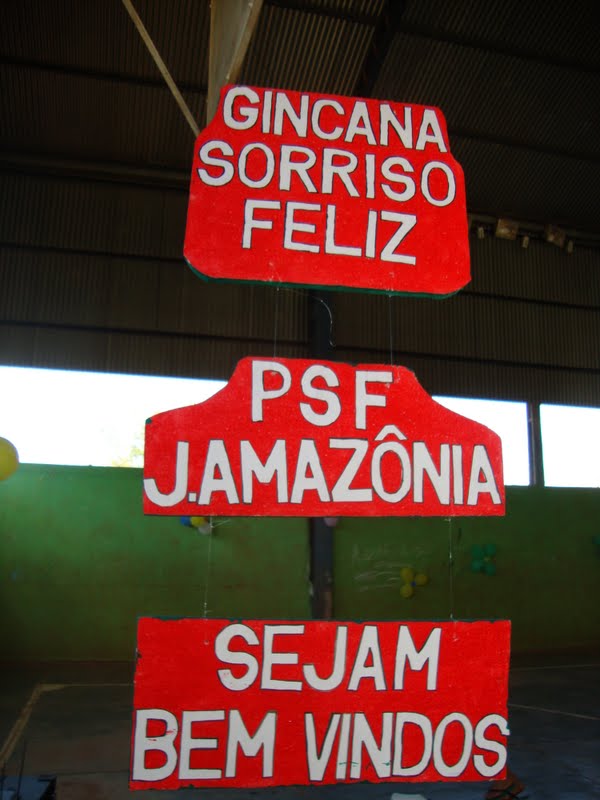 GINCANA
SORRISO
FELIZ
PSF
J.AMAZÔNIA
SEJAM
BEM VINDOS